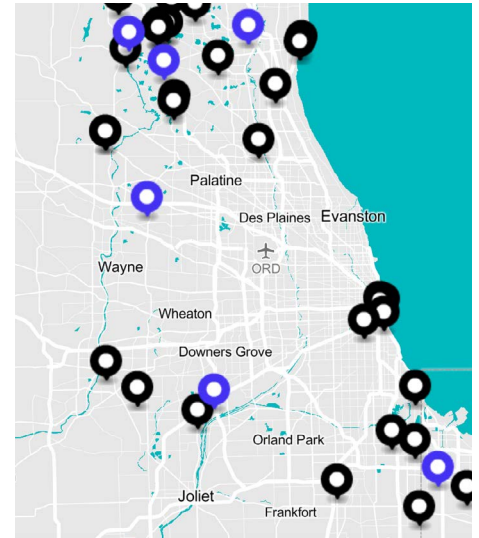 Palatine
Des Plaines
Evanston
ORD
Wayne
Wheaton
Downers Grove
Orland Park
Joliet
Frankfort